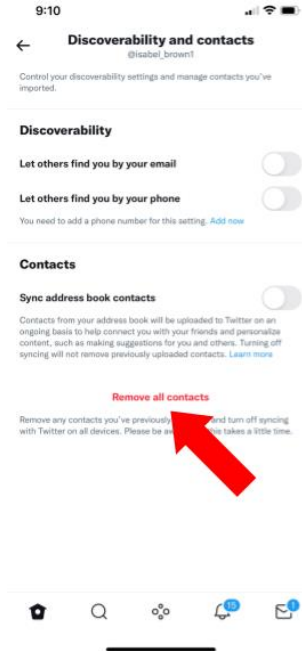 9:10
Discoverability and contacts
@isabel_brown1
Control your discoverability settings and manage contacts you've
imported.
Discoverability
Let others find you by your email
Let others find you by your phone
You need to add a phone number for this setting. Add now
Contacts
Sync address book contacts
Contacts from your address book will be uploaded to Twitter on an
ongoing basis to help connect you with your friends and personalize
content, such as making suggestions for you and others. Turning off
syncing will not remove previously uploaded contacts. Learn more
Remove all contacts
Remove any contacts you've previously and turn off syncing
with Twitter on all devices. Please be this takes a little time.
15
1